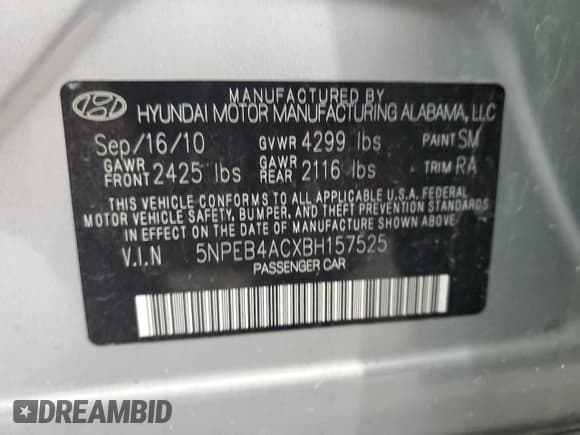 MANUFACTURED BY
HYUNDAI MOTOR MANUFACTURING ALABAMA, LLC
Sep/16/10 GVWR 4299 lbs PAINT SM
GAWR FRONT 2425 lbs GAWR REAR 2116 lbs TRIM RA
THIS VEHICLE CONFORMS TO ALL APPLICABLE U.S.A. FEDERAL
MOTOR VEHICLE SAFETY, BUMPER, AND THEFT PREVENTION STANDARDS
IN EFFECT ON THE DATE OF MANUFACTURE SHOWN ABOVE.
V.I.N 5NPEB4ACXBH157525
PASSENGER CAR
DREAMBID